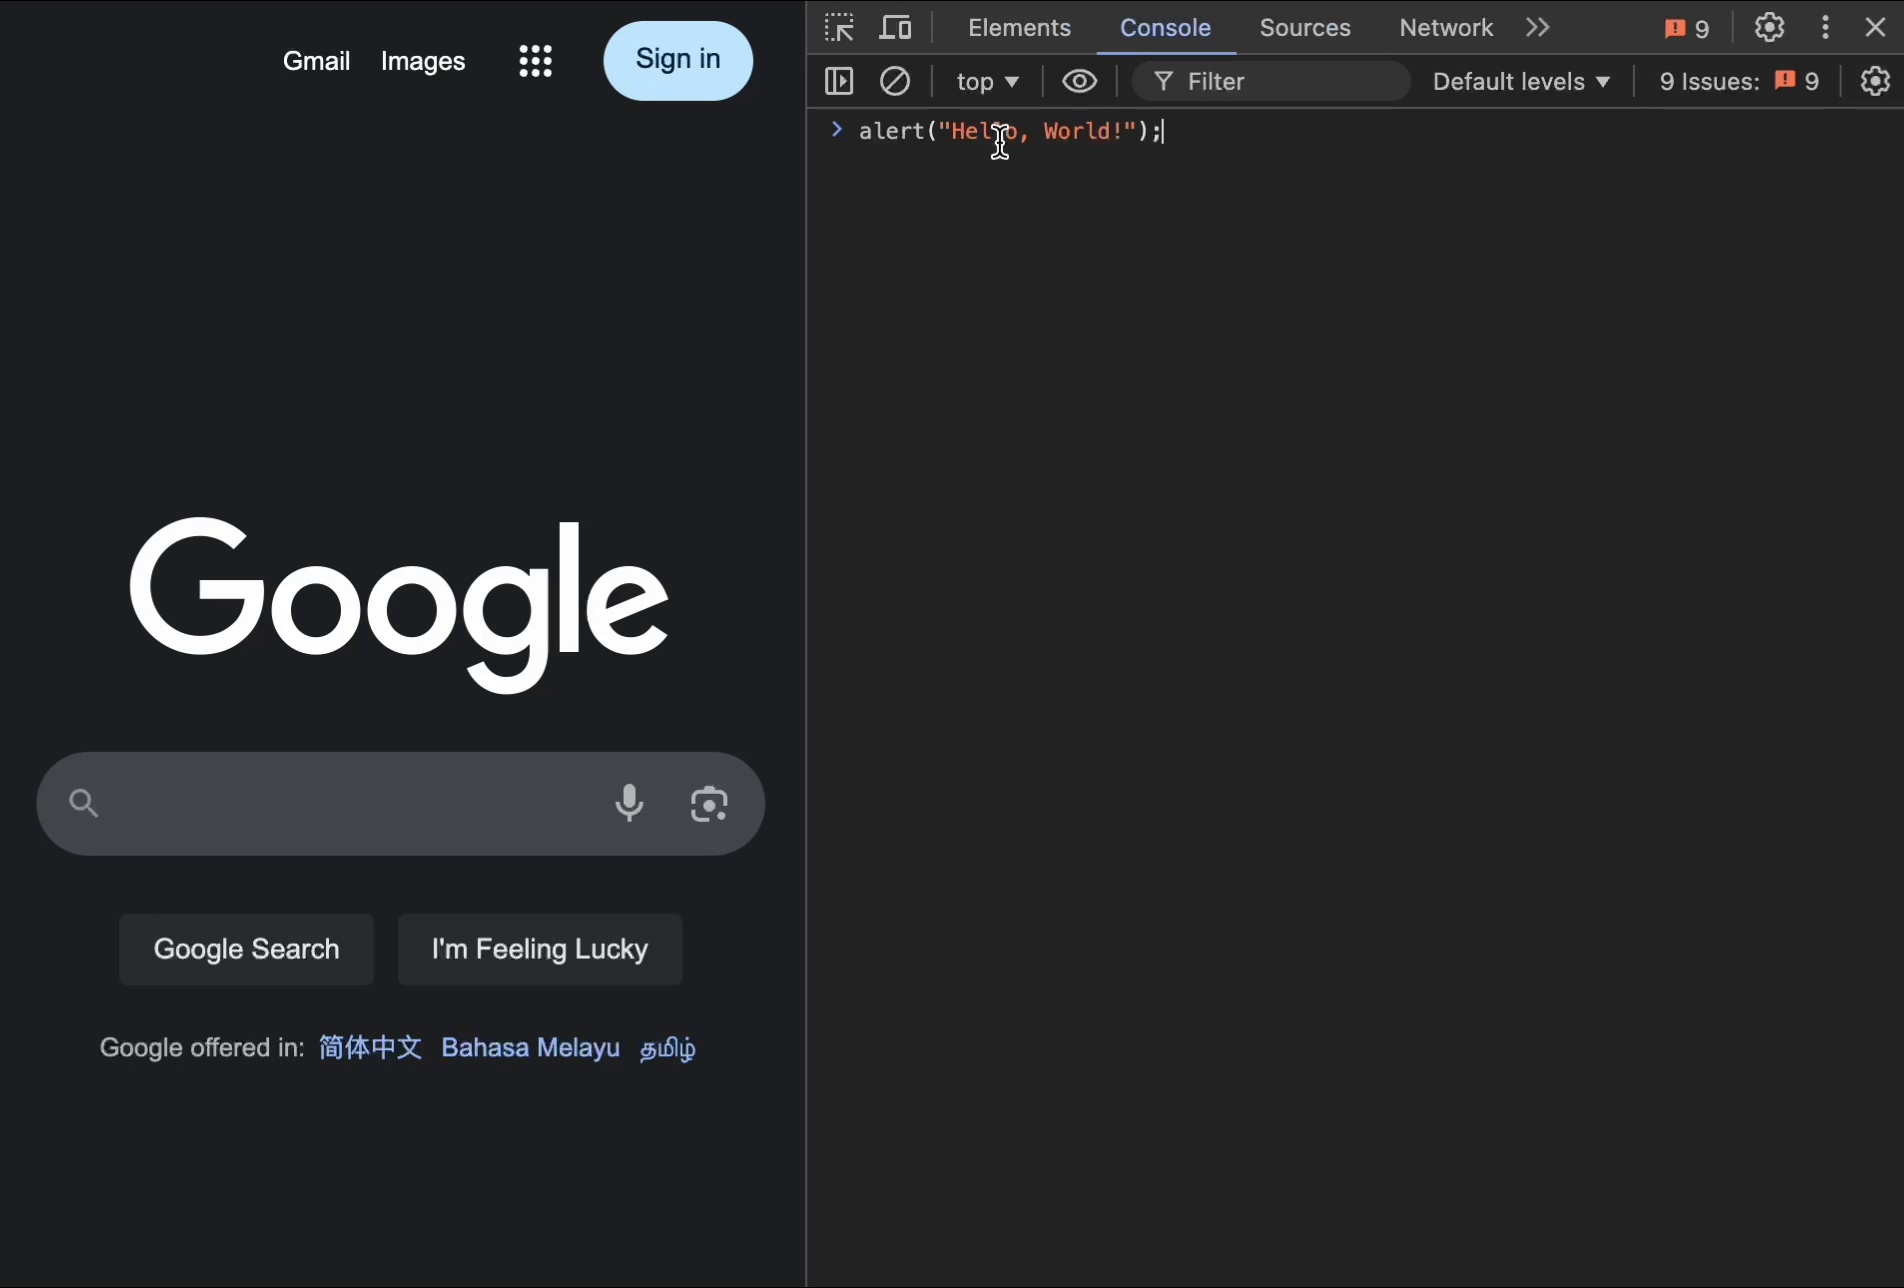 Gmail Images Sign in
Google
Google Search I'm Feeling Lucky
Google offered in: 简体中文 Bahasa Melayu தமிழ்
Elements Console Sources Network 9
top Filter Default levels 9 Issues: 9
> alert("Hello, World!");